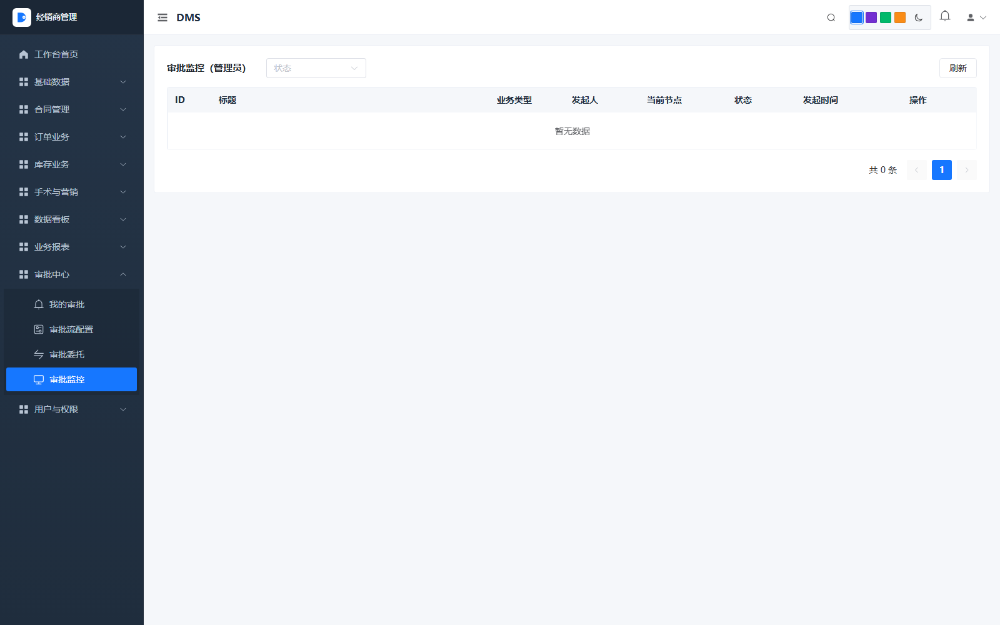 经销商管理
DMS
工作台首页
基础数据
合同管理
订单业务
库存业务
手术与营销
数据看板
业务报表
审批中心
我的审批
审批流配置
审批委托
审批监控
用户与权限
审批监控（管理员）
状态
刷新
ID 标题 业务类型 发起人 当前节点 状态 发起时间 操作
暂无数据
共 0 条
1